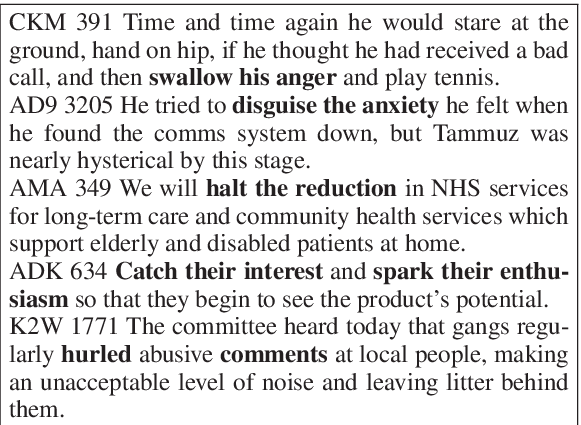 CKM 391 Time and time again he would stare at the
ground, hand on hip, if he thought he had received a bad
call, and then swallow his anger and play tennis.
AD9 3205 He tried to disguise the anxiety he felt when
he found the comms system down, but Tammuz was
nearly hysterical by this stage.
AMA 349 We will halt the reduction in NHS services
for long-term care and community health services which
support elderly and disabled patients at home.
ADK 634 Catch their interest and spark their enthu-
siasm so that they begin to see the product's potential.
K2W 1771 The committee heard today that gangs regu-
larly hurled abusive comments at local people, making
an unacceptable level of noise and leaving litter behind
them.